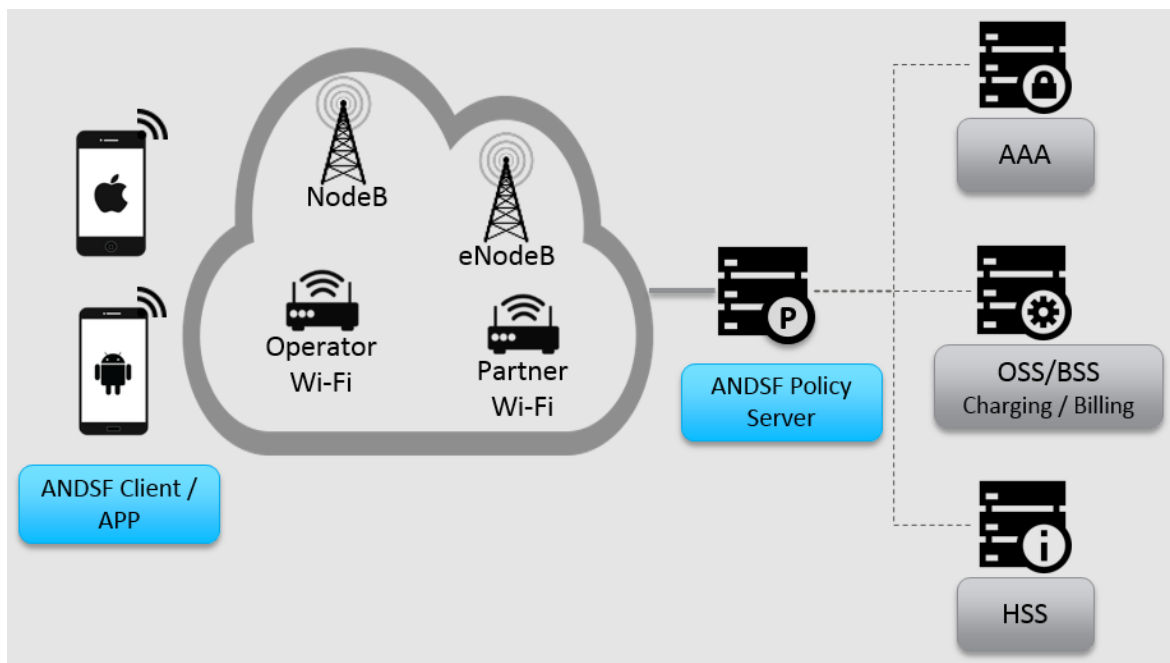 NodeB
eNodeB
Operator
Wi-Fi
Partner
Wi-Fi
ANDSF Client /
APP
P
ANDSF Policy
Server
AAA
OSS/BSS
Charging / Billing
i
HSS